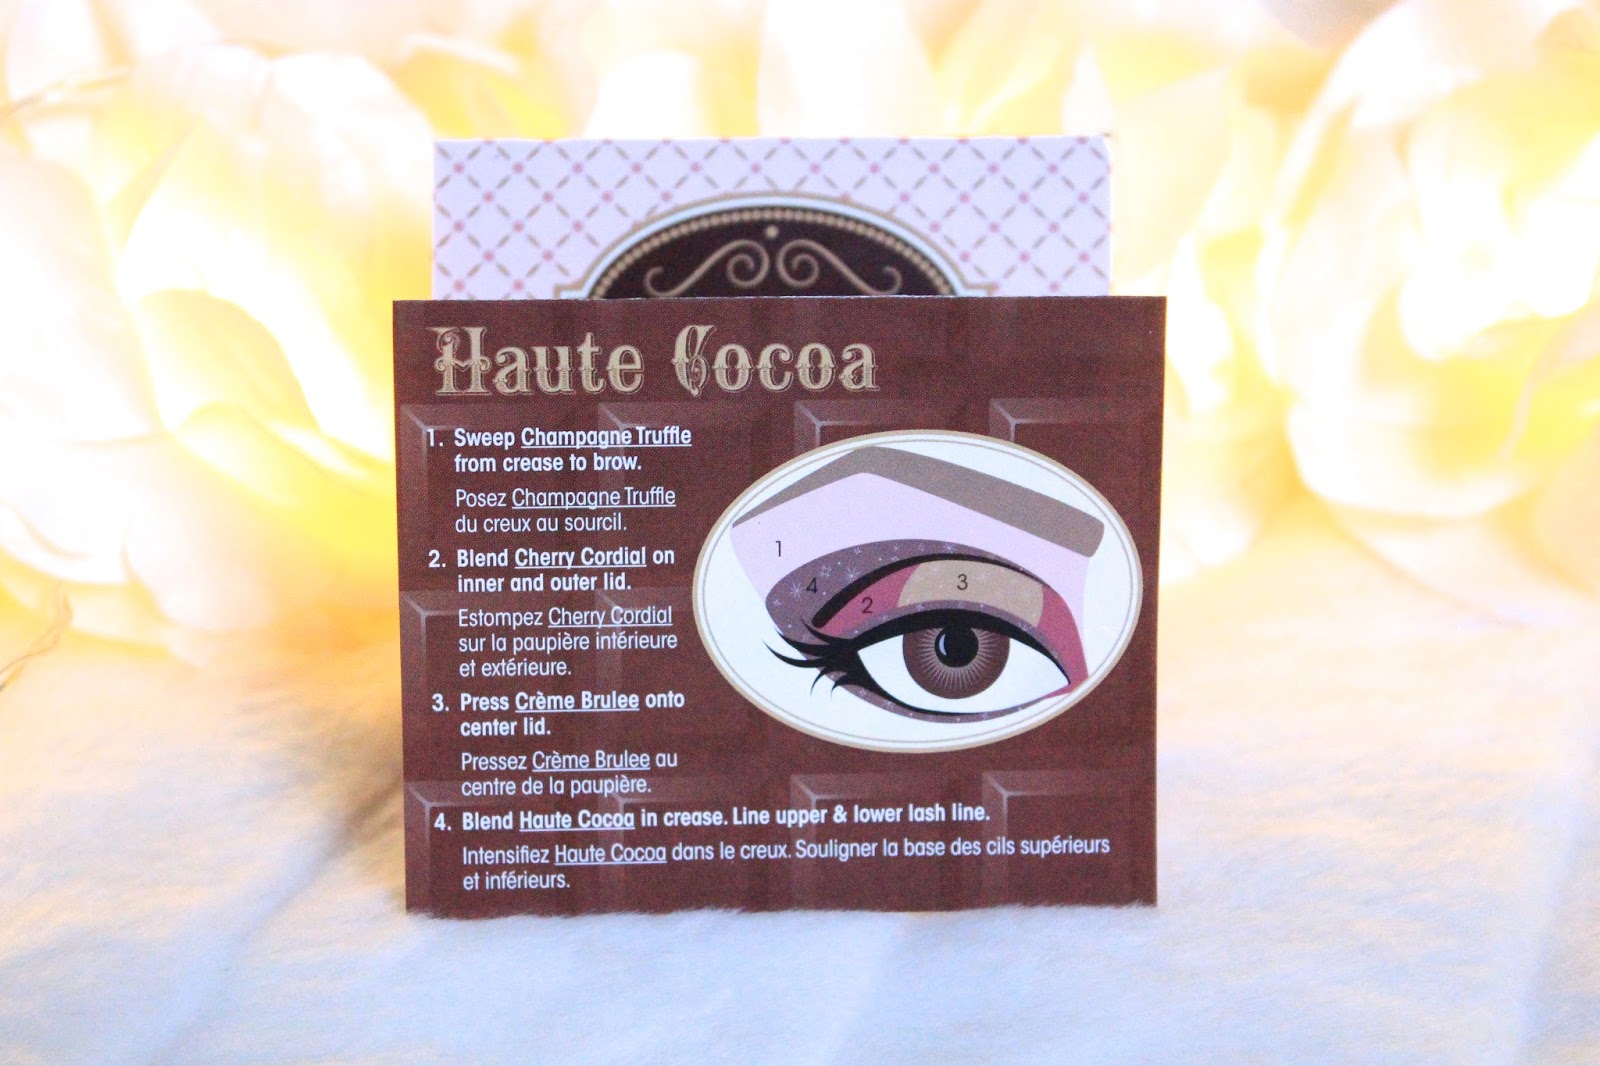 Haute Cocoa
1. Sweep Champagne Truffle
from crease to brow.
Posez Champagne Truffle
du creux au sourcil.
2. Blend Cherry Cordial on
inner and outer lid.
Estompez Cherry Cordial
sur la paupière intérieure
et extérieure.
3. Press Crème Brulee onto
center lid.
Pressez Crème Brulee au
centre de la paupière.
4. Blend Haute Cocoa in crease. Line upper & lower lash line.
Intensifiez Haute Cocoa dans le creux. Souligner la base des cils supérieurs
et inférieurs.
1
4
2
3